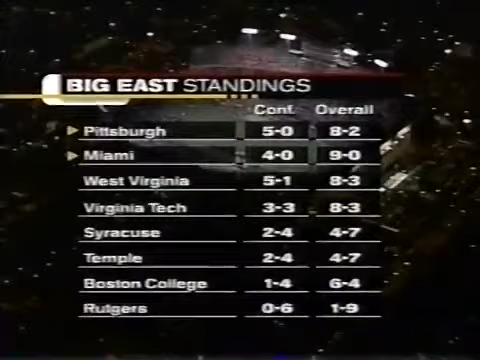 BIG EAST STANDINGS
Conf. Overall
Pittsburgh 5-0 8-2
Miami 4-0 9-0
West Virginia 5-1 8-3
Virginia Tech 3-3 8-3
Syracuse 2-4 4-7
Temple 2-4 4-7
Boston College 1-4 6-4
Rutgers 0-6 1-9